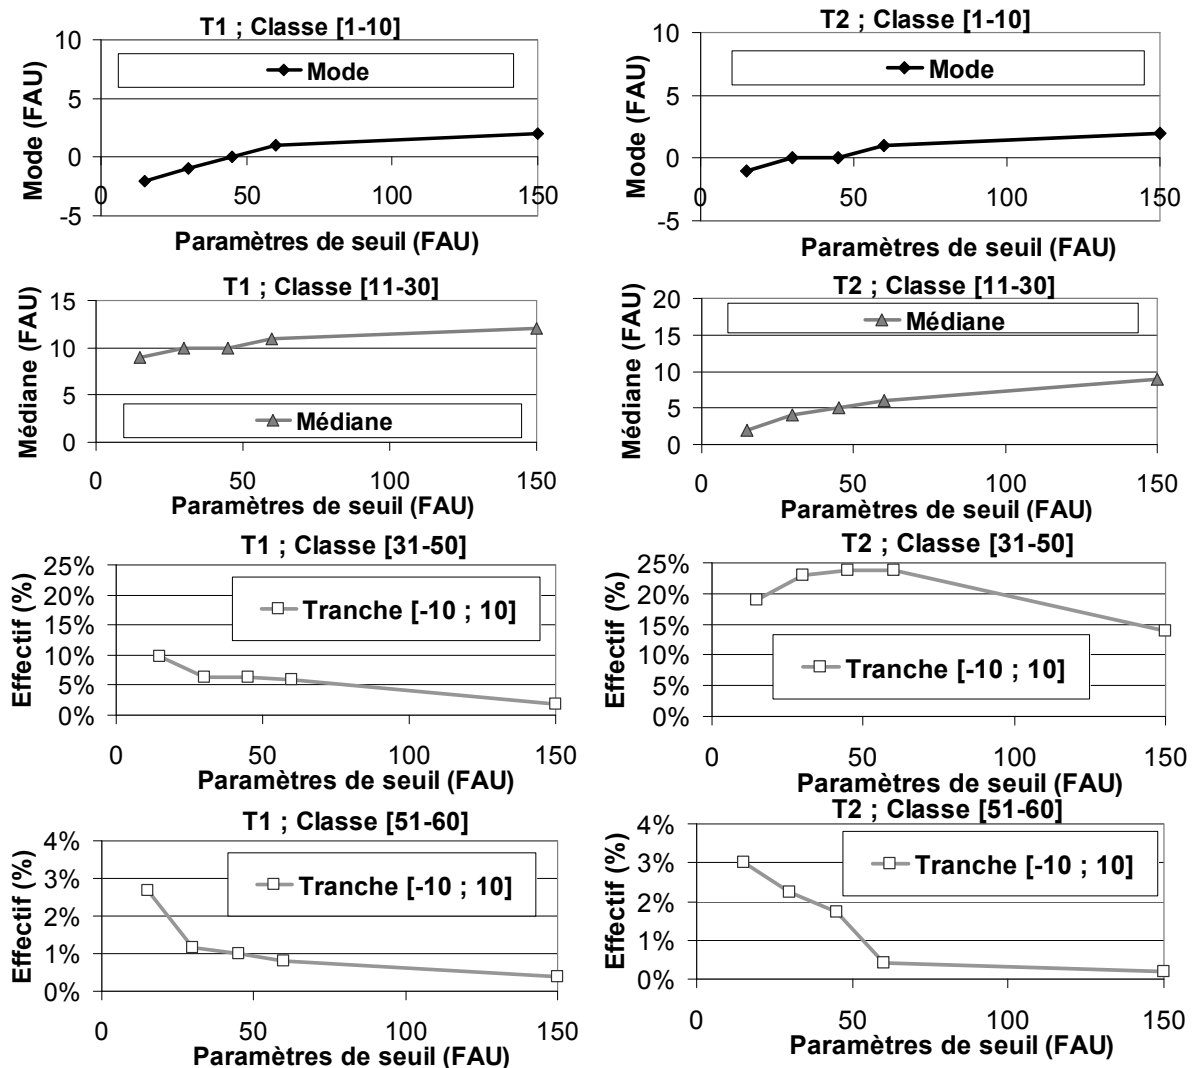 T1 ; Classe [1-10]
10
5
0
-5
0
50
100
150
Mode (FAU)
Mode
Paramètres de seuil (FAU)
T2 ; Classe [1-10]
10
5
0
-5
0
50
100
150
Mode (FAU)
Mode
Paramètres de seuil (FAU)
T1 ; Classe [11-30]
15
10
5
0
0
50
100
150
Médiane (FAU)
Médiane
Paramètres de seuil (FAU)
T2 ; Classe [11-30]
20
15
10
5
0
0
50
100
150
Médiane (FAU)
Médiane
Paramètres de seuil (FAU)
T1 ; Classe [31-50]
25%
20%
15%
10%
5%
0%
0
50
100
150
Effectif (%)
Tranche [-10 ; 10]
Paramètres de seuil (FAU)
T2 ; Classe [31-50]
25%
20%
15%
10%
5%
0%
0
50
100
150
Effectif (%)
Tranche [-10 ; 10]
Paramètres de seuil (FAU)
T1 ; Classe [51-60]
4%
3%
2%
1%
0%
0
50
100
150
Effectif (%)
Tranche [-10 ; 10]
Paramètres de seuil (FAU)
T2 ; Classe [51-60]
4%
3%
2%
1%
0%
0
50
100
150
Effectif (%)
Tranche [-10 ; 10]
Paramètres de seuil (FAU)